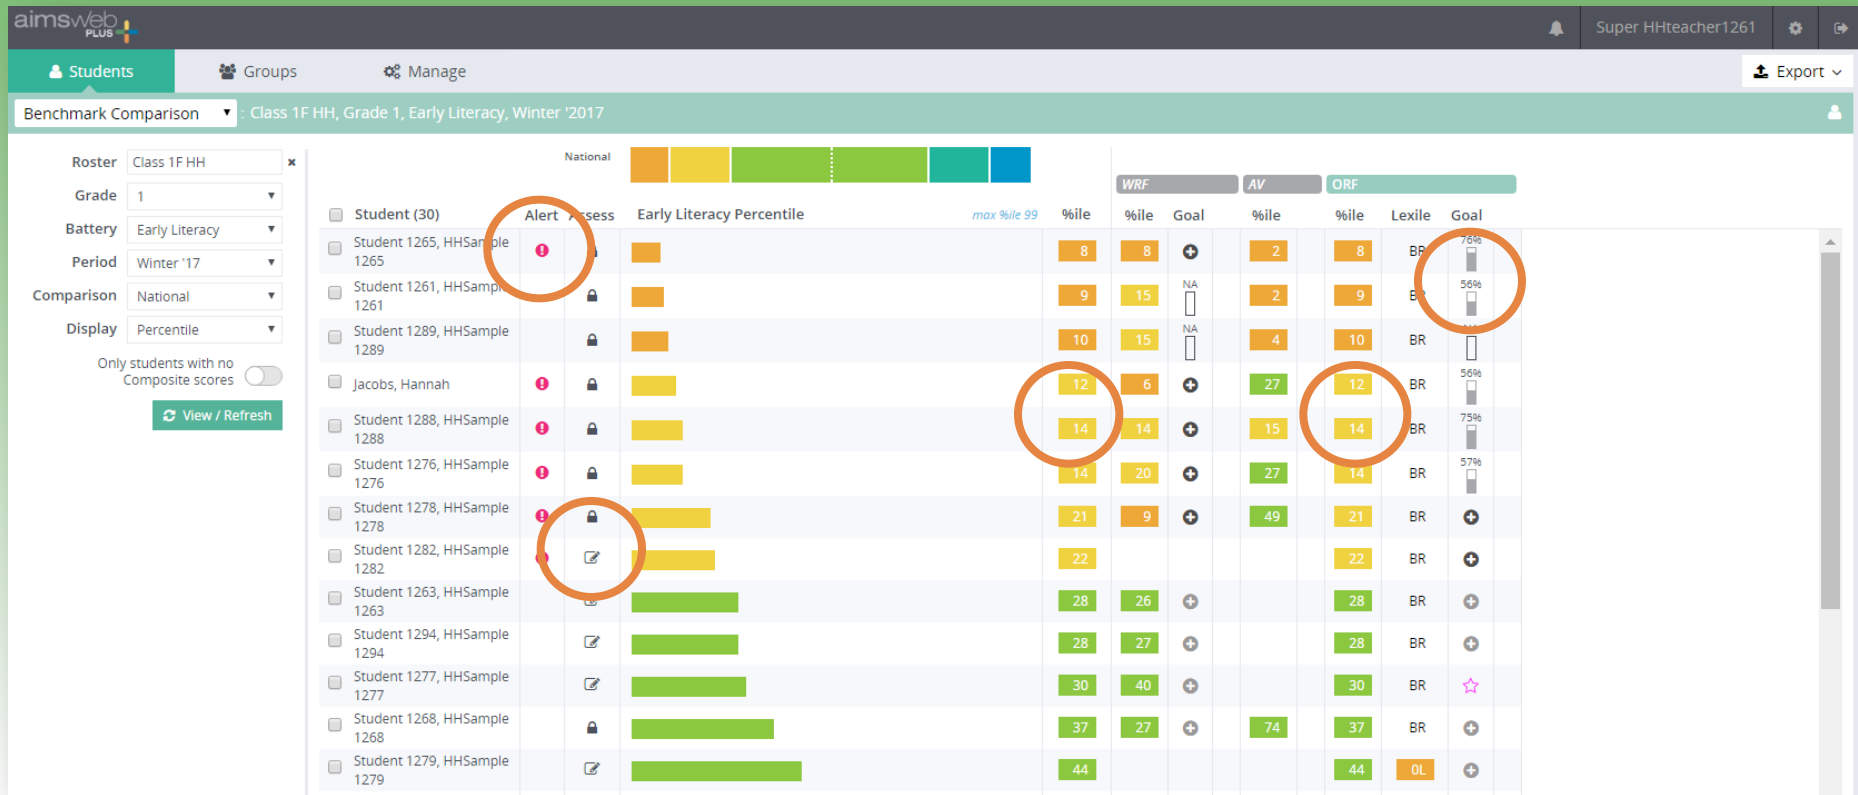 aimsweb
PLUS
Super HHteacher1261
Students
Groups
Manage
Export
Benchmark Comparison
: Class 1F HH, Grade 1, Early Literacy, Winter '2017
Roster Class 1F HH
Grade 1
Battery Early Literacy
Period Winter '17
Comparison National
Display Percentile
Only students with no
Composite scores
View / Refresh
National
WRF AV ORF
Student (30) Alert Assess Early Literacy Percentile max %ile 99 %ile %ile Goal %ile %ile Lexile Goal
Student 1265, HHSample
1265
8 8 2 8 BR 76%
Student 1261, HHSample
1261
9 15 NA 2 9 BR 56%
Student 1289, HHSample
1289
10 15 NA 4 10 BR
Jacobs, Hannah 12 6 27 12 BR 56%
Student 1288, HHSample
1288
14 14 15 14 BR 75%
Student 1276, HHSample
1276
14 20 27 14 BR 57%
Student 1278, HHSample
1278
21 9 49 21 BR
Student 1282, HHSample
1282
22 22 BR
Student 1263, HHSample
1263
28 26 28 BR
Student 1294, HHSample
1294
28 27 28 BR
Student 1277, HHSample
1277
30 40 30 BR
Student 1268, HHSample
1268
37 27 74 37 BR
Student 1279, HHSample
1279
44 44 0L